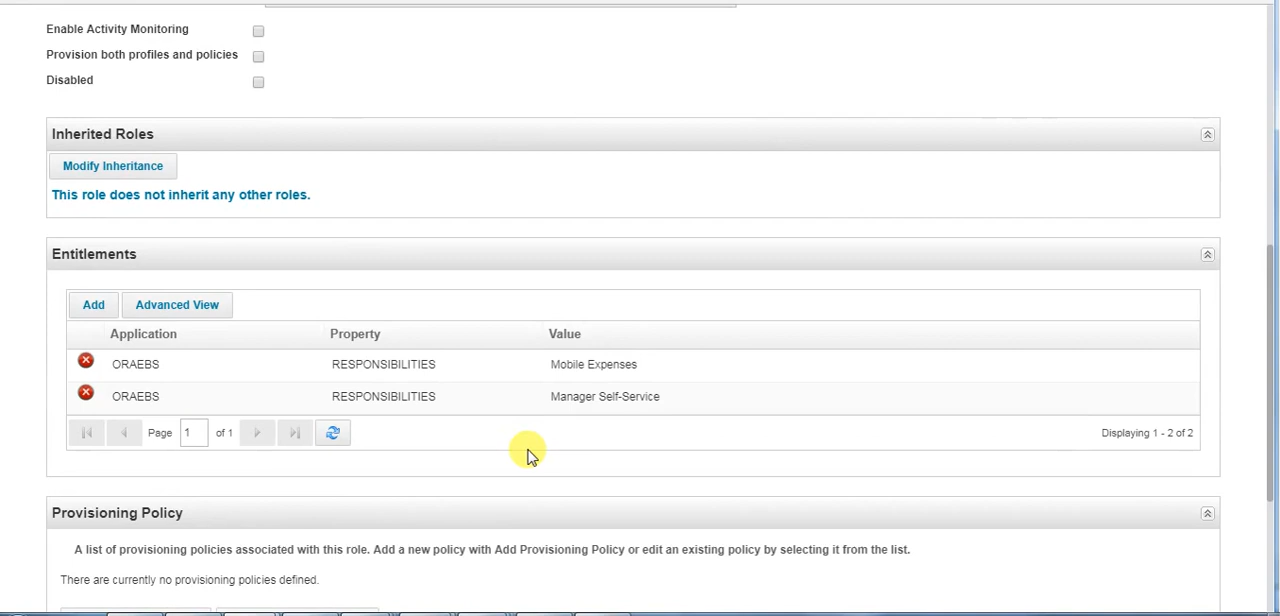 Enable Activity Monitoring
Provision both profiles and policies
Disabled
Inherited Roles
Modify Inheritance
This role does not inherit any other roles.
Entitlements
Add Advanced View
Application Property Value
ORAEBS RESPONSIBILITIES Mobile Expenses
ORAEBS RESPONSIBILITIES Manager Self-Service
Page 1 of 1 Displaying 1 - 2 of 2
Provisioning Policy
A list of provisioning policies associated with this role. Add a new policy with Add Provisioning Policy or edit an existing policy by selecting it from the list.
There are currently no provisioning policies defined.